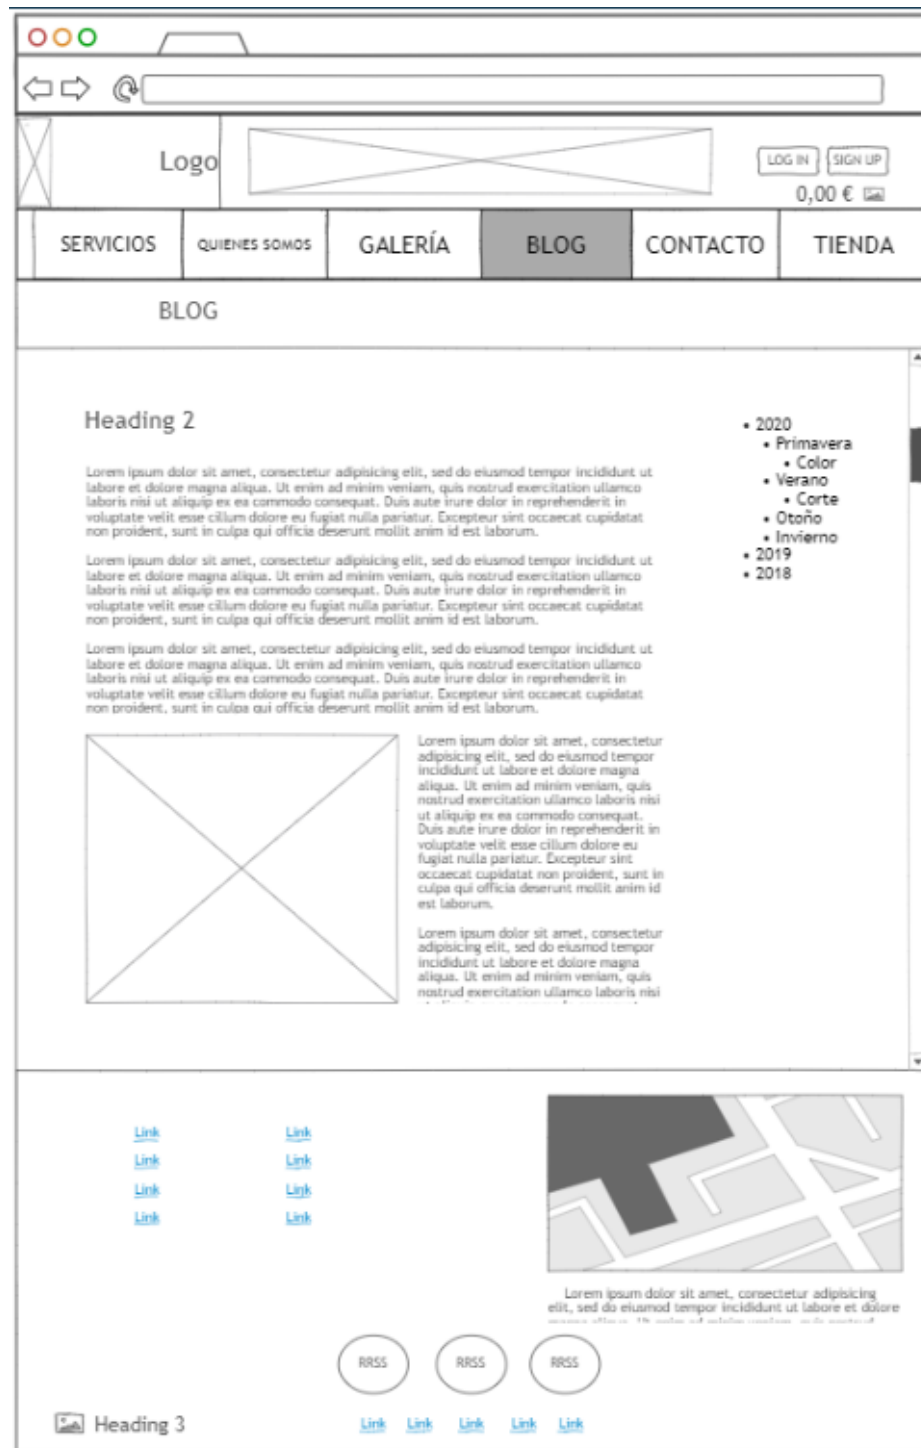 Logo
LOG IN SIGN UP
0,00 €
SERVICIOS QUIENES SOMOS GALERÍA BLOG CONTACTO TIENDA
BLOG
Heading 2
Lorem ipsum dolor sit amet, consectetur adipisicing elit, sed do eiusmod tempor incididunt ut
labore et dolore magna aliqua. Ut enim ad minim veniam, quis nostrud exercitation ullamco
laboris nisi ut aliquip ex ea commodo consequat. Duis aute irure dolor in reprehenderit in
voluptate velit esse cillum dolore eu fugiat nulla pariatur. Excepteur sint occaecat cupidatat
non proident, sunt in culpa qui officia deserunt mollit anim id est laborum.
Lorem ipsum dolor sit amet, consectetur adipisicing elit, sed do eiusmod tempor incididunt ut
labore et dolore magna aliqua. Ut enim ad minim veniam, quis nostrud exercitation ullamco
laboris nisi ut aliquip ex ea commodo consequat. Duis aute irure dolor in reprehenderit in
voluptate velit esse cillum dolore eu fugiat nulla pariatur. Excepteur sint occaecat cupidatat
non proident, sunt in culpa qui officia deserunt mollit anim id est laborum.
Lorem ipsum dolor sit amet, consectetur adipisicing elit, sed do eiusmod tempor incididunt ut
labore et dolore magna aliqua. Ut enim ad minim veniam, quis nostrud exercitation ullamco
laboris nisi ut aliquip ex ea commodo consequat. Duis aute irure dolor in reprehenderit in
voluptate velit esse cillum dolore eu fugiat nulla pariatur. Excepteur sint occaecat cupidatat
non proident, sunt in culpa qui officia deserunt mollit anim id est laborum.
Lorem ipsum dolor sit amet, consectetur
adipisicing elit, sed do eiusmod tempor
incididunt ut labore et dolore magna
aliqua. Ut enim ad minim veniam, quis
nostrud exercitation ullamco laboris nisi
ut aliquip ex ea commodo consequat.
Duis aute irure dolor in reprehenderit in
voluptate velit esse cillum dolore eu
fugiat nulla pariatur. Excepteur sint
occaecat cupidatat non proident, sunt in
culpa qui officia deserunt mollit anim id
est laborum.
Lorem ipsum dolor sit amet, consectetur
adipisicing elit, sed do eiusmod tempor
incididunt ut labore et dolore magna
aliqua. Ut enim ad minim veniam, quis
nostrud exercitation ullamco laboris nisi
• 2020
• Primavera
• Color
• Verano
• Corte
• Otoño
• Invierno
• 2019
• 2018
Link Link
Link Link
Link Link
Link Link
Lorem ipsum dolor sit amet, consectetur adipisicing
elit, sed do eiusmod tempor incididunt ut labore et dolore
RRSS RRSS RRSS
Heading 3
Link Link Link Link Link